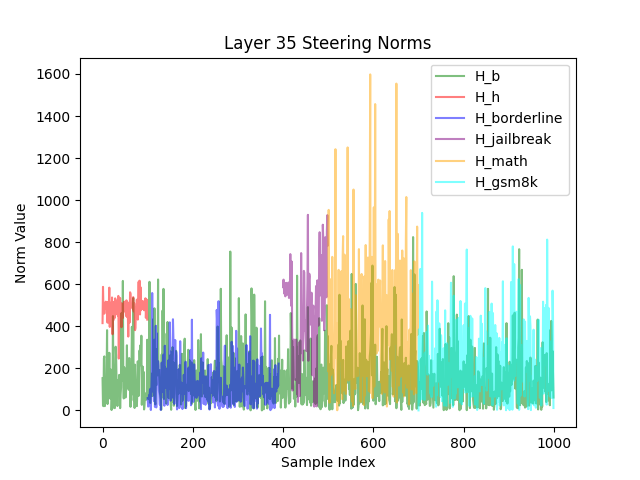 Layer 35 Steering Norms
1600
1400
1200
1000
800
600
400
200
0
Norm Value
0
200
400
600
800
1000
Sample Index
H_b
H_h
H_borderline
H_jailbreak
H_math
H_gsm8k